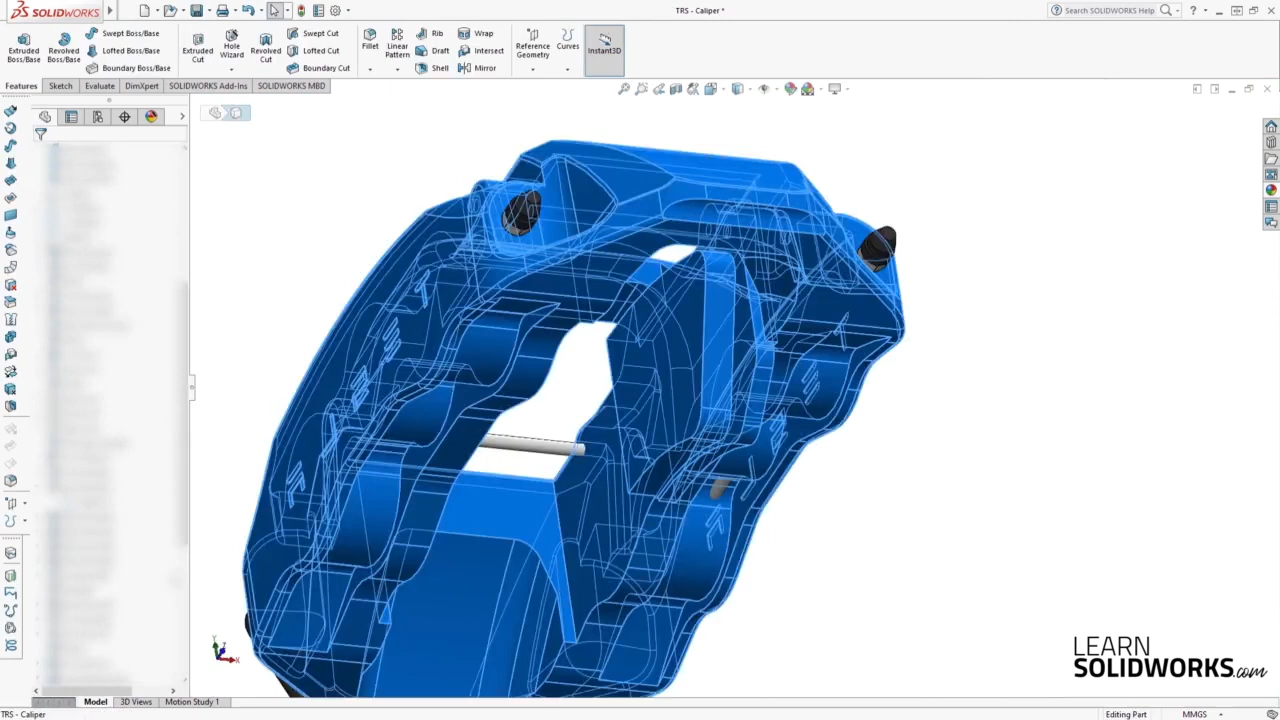 SOLIDWORKS
TRS - Caliper *
Search SOLIDWORKS Help
Extruded Boss/Base
Revolved Boss/Base
Swept Boss/Base
Lofted Boss/Base
Boundary Boss/Base
Extruded Cut
Hole Wizard
Revolved Cut
Swept Cut
Lofted Cut
Boundary Cut
Fillet
Linear Pattern
Rib
Draft
Shell
Wrap
Intersect
Mirror
Reference Geometry
Curves
Instant3D
Features
Sketch
Evaluate
DimXpert
SOLIDWORKS Add-Ins
SOLIDWORKS MBD
LEARN
SOLIDWORKS.com
Model
3D Views
Motion Study 1
TRS - Caliper
Editing Part
MMGS